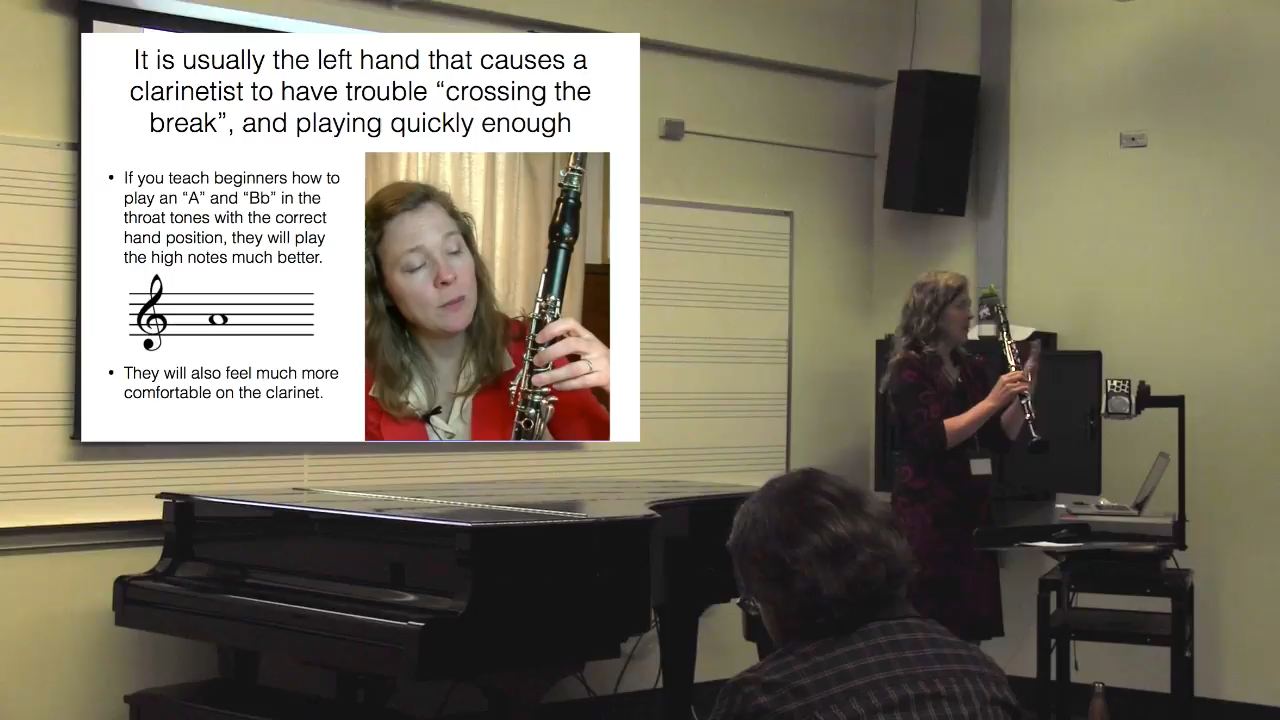 It is usually the left hand that causes a
clarinetist to have trouble “crossing the
break”, and playing quickly enough
• If you teach beginners how to
play an “A” and “Bb” in the
throat tones with the correct
hand position, they will play
the high notes much better.
• They will also feel much more
comfortable on the clarinet.